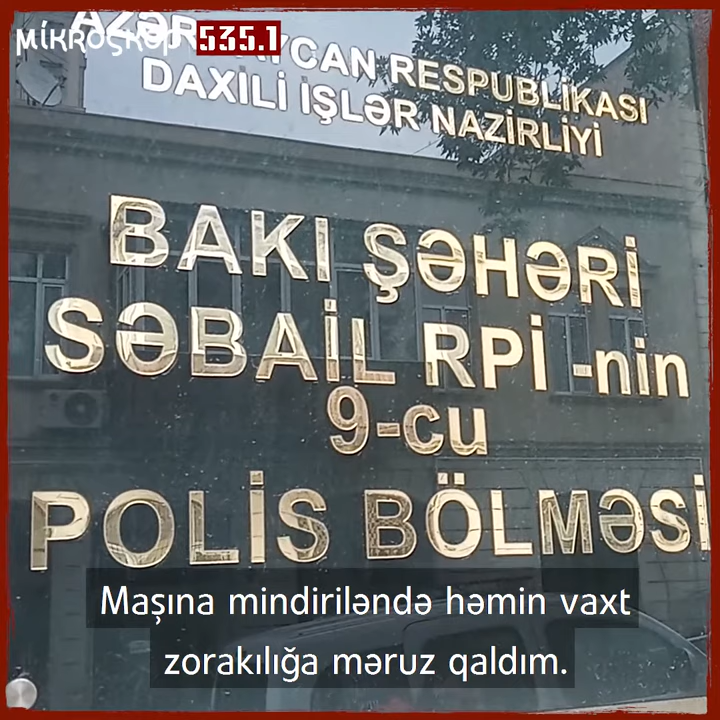 MİKROSKOP 535.1
RESPUBLİKASI
DAXİLİ İŞLƏR NAZİRLİYİ
BAKI ŞƏHƏRİ
SƏBAİL RPİ -nin
9-cu
POLİS BÖLMƏSİ
Maşına mindiriləndə həmin vaxt
zorakılığa məruz qaldım.